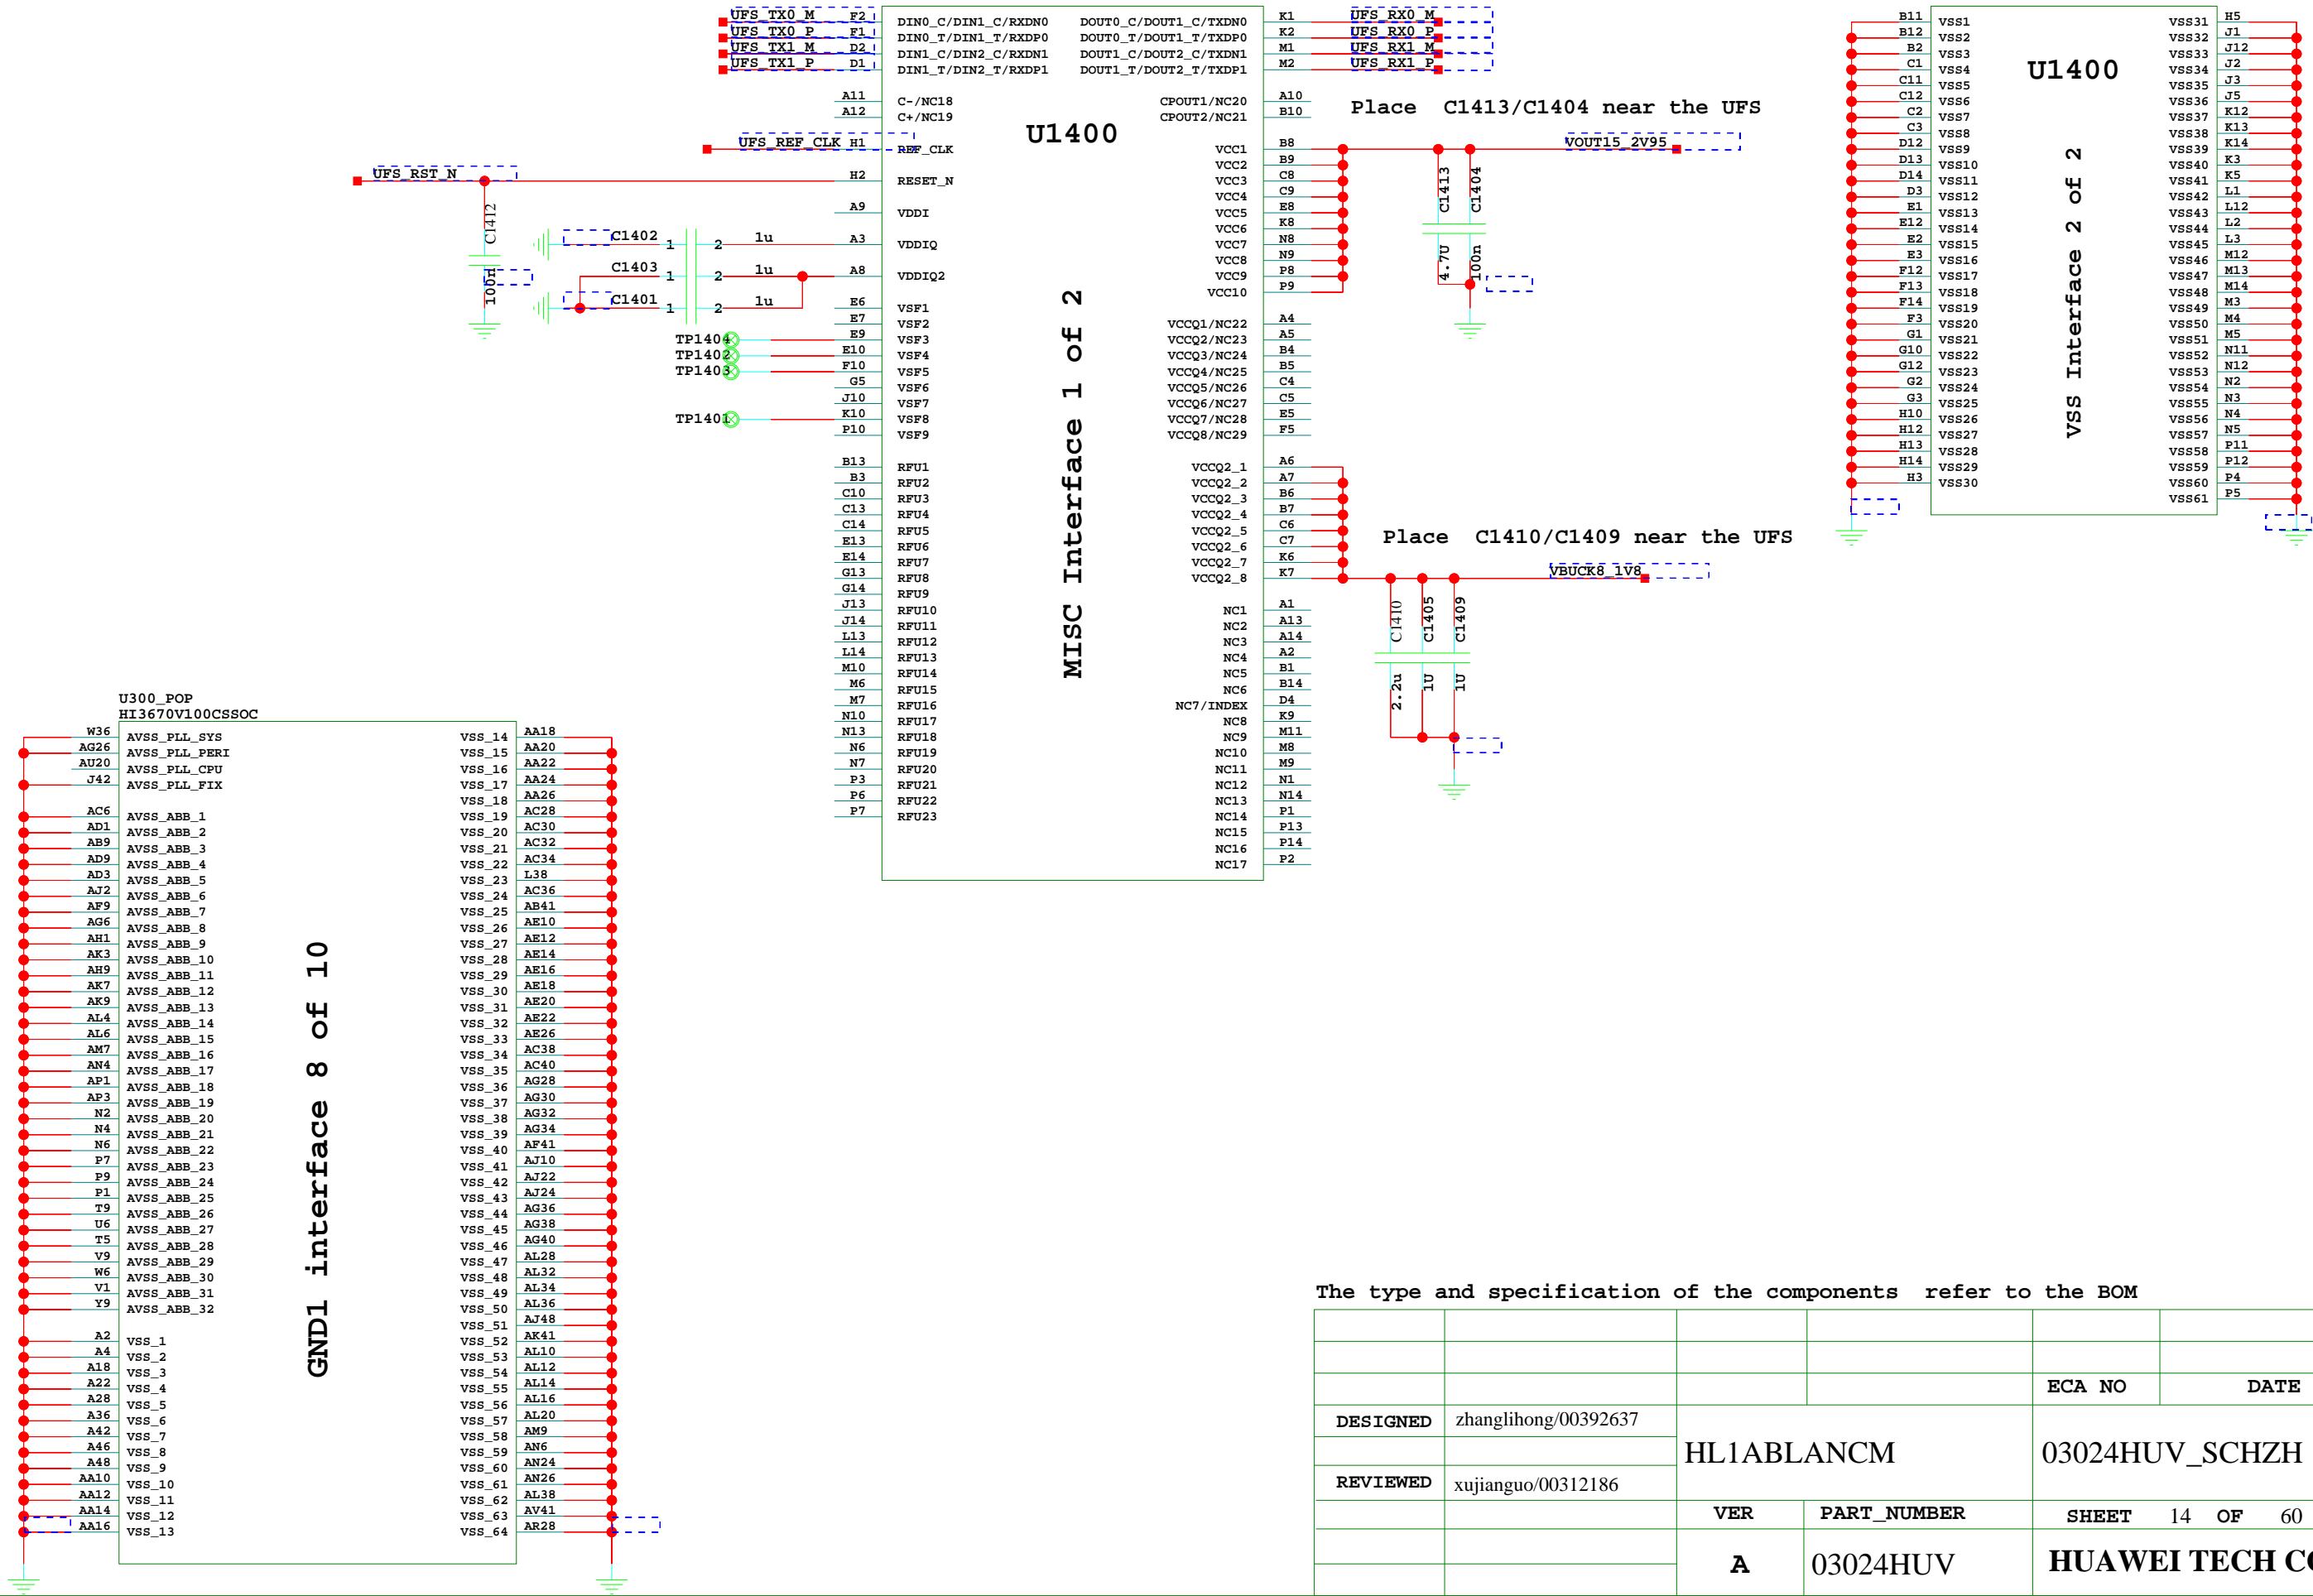 UFS_TX0_M F2 DIN0_C/DIN1_C/RXDN0 DOUT0_C/DOUT1_C/TXDN0 K1 UFS_RX0_M
UFS_TX0_P F1 DIN0_T/DIN1_T/RXDP0 DOUT0_T/DOUT1_T/TXDP0 K2 UFS_RX0_P
UFS_TX1_M D2 DIN1_C/DIN2_C/RXDN1 DOUT1_C/DOUT2_C/TXDN1 M1 UFS_RX1_M
UFS_TX1_P D1 DIN1_T/DIN2_T/RXDP1 DOUT1_T/DOUT2_T/TXDP1 M2 UFS_RX1_P
A11 C-/NC18 CPOUT1/NC20 A10
A12 C+/NC19 CPOUT2/NC21 B10
U1400
MISC Interface 1 of 2
Place C1413/C1404 near the UFS
UFS_REF_CLK H1 REF_CLK VCC1 B8 VOUT15_2V95
VCC2 B9
UFS_RST_N H2 RESET_N VCC3 C8
VCC4 C9
A9 VDDI VCC5 E8
VCC6 K8
C1402 1 2 1u A3 VDDIQ VCC7 N8
VCC8 N9
C1403 1 2 1u A8 VDDIQ2 VCC9 P8
VCC10 P9
C1401 1 2 1u
C1412
100n
C1413
4.7U
C1404
100n
E6 VSF1
E7 VSF2 VCCQ1/NC22 A4
TP1404 E9 VSF3 VCCQ2/NC23 A5
TP1402 E10 VSF4 VCCQ3/NC24 B4
TP1403 F10 VSF5 VCCQ4/NC25 B5
G5 VSF6 VCCQ5/NC26 C4
J10 VSF7 VCCQ6/NC27 C5
TP1401 K10 VSF8 VCCQ7/NC28 E5
P10 VSF9 VCCQ8/NC29 F5
B13 RFU1 VCCQ2_1 A6
B3 RFU2 VCCQ2_2 A7
C10 RFU3 VCCQ2_3 B6
C13 RFU4 VCCQ2_4 B7
C14 RFU5 VCCQ2_5 C6
E13 RFU6 VCCQ2_6 C7
E14 RFU7 VCCQ2_7 K6
G13 RFU8 VCCQ2_8 K7 VBUCK8_1V8
Place C1410/C1409 near the UFS
G14 RFU9
J13 RFU10 NC1 A1
J14 RFU11 NC2 A13
L13 RFU12 NC3 A14
L14 RFU13 NC4 A2
M10 RFU14 NC5 B1
M6 RFU15 NC6 B14
M7 RFU16 NC7/INDEX D4
N10 RFU17 NC8 K9
N13 RFU18 NC9 M11
N6 RFU19 NC10 M8
N7 RFU20 NC11 M9
P3 RFU21 NC12 N1
P6 RFU22 NC13 N14
P7 RFU23 NC14 P1
NC15 P13
NC16 P14
NC17 P2
C1410
2.2u
C1405
1U
C1409
1U
U1400
VSS Interface 2 of 2
B11 VSS1 VSS31 H5
B12 VSS2 VSS32 J1
B2 VSS3 VSS33 J12
C1 VSS4 VSS34 J2
C11 VSS5 VSS35 J3
C12 VSS6 VSS36 J5
C2 VSS7 VSS37 K12
C3 VSS8 VSS38 K13
D12 VSS9 VSS39 K14
D13 VSS10 VSS40 K3
D14 VSS11 VSS41 K5
D3 VSS12 VSS42 L1
E1 VSS13 VSS43 L12
E12 VSS14 VSS44 L2
E2 VSS15 VSS45 L3
E3 VSS16 VSS46 M12
F12 VSS17 VSS47 M13
F13 VSS18 VSS48 M14
F14 VSS19 VSS49 M3
F3 VSS20 VSS50 M4
G1 VSS21 VSS51 M5
G10 VSS22 VSS52 N11
G12 VSS23 VSS53 N12
G2 VSS24 VSS54 N2
G3 VSS25 VSS55 N3
H10 VSS26 VSS56 N4
H12 VSS27 VSS57 N5
H13 VSS28 VSS58 P11
H14 VSS29 VSS59 P12
H3 VSS30 VSS60 P4
VSS61 P5
U300_POP
HI3670V100CSSOC
GND1 interface 8 of 10
W36 AVSS_PLL_SYS VSS_14 AA18
AG26 AVSS_PLL_PERI VSS_15 AA20
AU20 AVSS_PLL_CPU VSS_16 AA22
J42 AVSS_PLL_FIX VSS_17 AA24
VSS_18 AA26
AC6 AVSS_ABB_1 VSS_19 AC28
AD1 AVSS_ABB_2 VSS_20 AC30
AB9 AVSS_ABB_3 VSS_21 AC32
AD9 AVSS_ABB_4 VSS_22 AC34
AD3 AVSS_ABB_5 VSS_23 L38
AJ2 AVSS_ABB_6 VSS_24 AC36
AF9 AVSS_ABB_7 VSS_25 AB41
AG6 AVSS_ABB_8 VSS_26 AE10
AH1 AVSS_ABB_9 VSS_27 AE12
AK3 AVSS_ABB_10 VSS_28 AE14
AH9 AVSS_ABB_11 VSS_29 AE16
AK7 AVSS_ABB_12 VSS_30 AE18
AK9 AVSS_ABB_13 VSS_31 AE20
AL4 AVSS_ABB_14 VSS_32 AE22
AL6 AVSS_ABB_15 VSS_33 AE26
AM7 AVSS_ABB_16 VSS_34 AC38
AN4 AVSS_ABB_17 VSS_35 AC40
AP1 AVSS_ABB_18 VSS_36 AG28
AP3 AVSS_ABB_19 VSS_37 AG30
N2 AVSS_ABB_20 VSS_38 AG32
N4 AVSS_ABB_21 VSS_39 AG34
N6 AVSS_ABB_22 VSS_40 AF41
P7 AVSS_ABB_23 VSS_41 AJ10
P9 AVSS_ABB_24 VSS_42 AJ22
P1 AVSS_ABB_25 VSS_43 AJ24
T9 AVSS_ABB_26 VSS_44 AG36
U6 AVSS_ABB_27 VSS_45 AG38
T5 AVSS_ABB_28 VSS_46 AG40
V9 AVSS_ABB_29 VSS_47 AL28
W6 AVSS_ABB_30 VSS_48 AL32
V1 AVSS_ABB_31 VSS_49 AL34
Y9 AVSS_ABB_32 VSS_50 AL36
VSS_51 AJ48
A2 VSS_1 VSS_52 AK41
A4 VSS_2 VSS_53 AL10
A18 VSS_3 VSS_54 AL12
A22 VSS_4 VSS_55 AL14
A28 VSS_5 VSS_56 AL16
A36 VSS_6 VSS_57 AL20
A42 VSS_7 VSS_58 AM9
A46 VSS_8 VSS_59 AN6
A48 VSS_9 VSS_60 AN24
AA10 VSS_10 VSS_61 AN26
AA12 VSS_11 VSS_62 AL38
AA14 VSS_12 VSS_63 AV41
AA16 VSS_13 VSS_64 AR28
The type and specification of the components refer to the BOM
ECA NO DATE
DESIGNED zhanglihong/00392637
HL1ABLANCM 03024HUV_SCHZH
REVIEWED xujianguo/00312186
VER PART_NUMBER SHEET 14 OF 60
A 03024HUV HUAWEI TECH CO